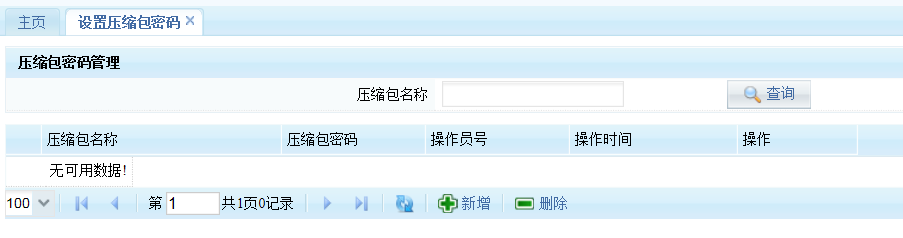 主页 设置压缩包密码
压缩包密码管理
压缩包名称 查询
压缩包名称 压缩包密码 操作员号 操作时间 操作
无可用数据!
100 第 1 共1页0记录 新增 删除